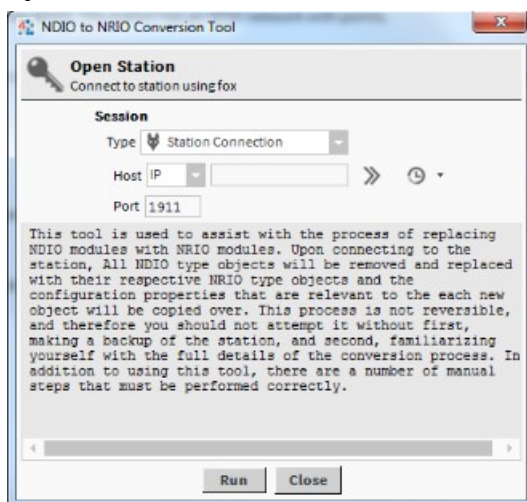 NDIO to NRIO Conversion Tool
Open Station
Connect to station using fox
Session
Type Station Connection
Host IP
Port 1911
This tool is used to assist with the process of replacing
NDIO modules with NRIO modules. Upon connecting to the
station, All NDIO type objects will be removed and replaced
with their respective NRIO type objects and the
configuration properties that are relevant to the each new
object will be copied over. This process is not reversible,
and therefore you should not attempt it without first,
making a backup of the station, and second, familiarizing
yourself with the full details of the conversion process. In
addition to using this tool, there are a number of manual
steps that must be performed correctly.
Run Close